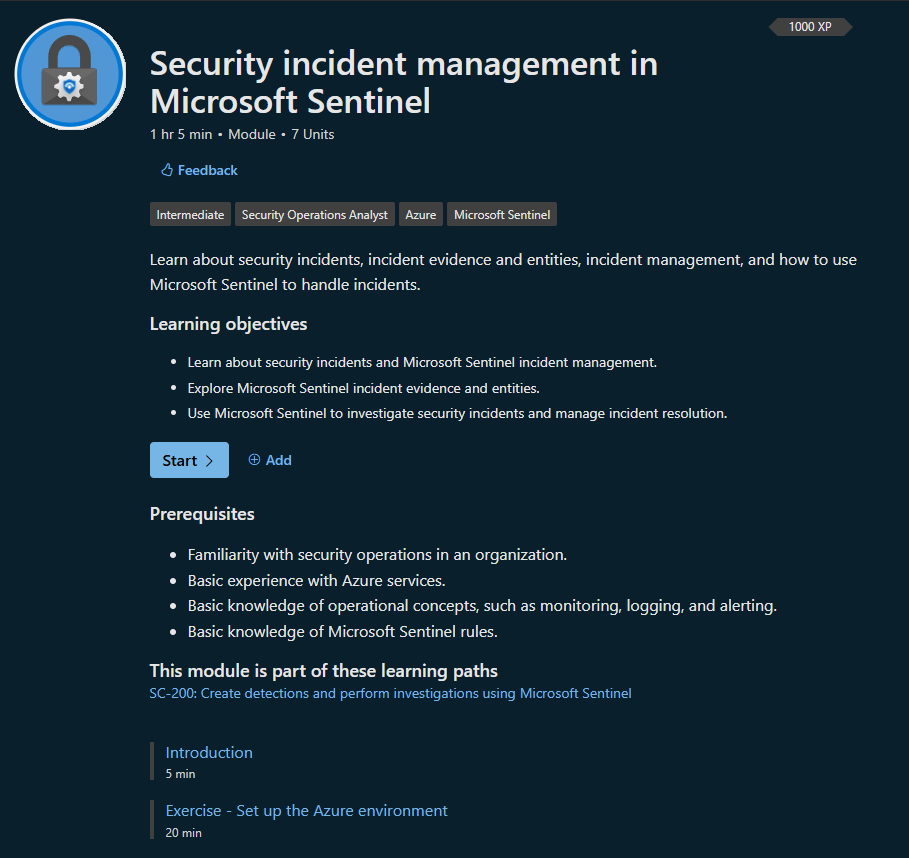 1000 XP
Security incident management in
Microsoft Sentinel
1 hr 5 min • Module • 7 Units
Feedback
Intermediate Security Operations Analyst Azure Microsoft Sentinel
Learn about security incidents, incident evidence and entities, incident management, and how to use
Microsoft Sentinel to handle incidents.
Learning objectives
• Learn about security incidents and Microsoft Sentinel incident management.
• Explore Microsoft Sentinel incident evidence and entities.
• Use Microsoft Sentinel to investigate security incidents and manage incident resolution.
Start > Add
Prerequisites
• Familiarity with security operations in an organization.
• Basic experience with Azure services.
• Basic knowledge of operational concepts, such as monitoring, logging, and alerting.
• Basic knowledge of Microsoft Sentinel rules.
This module is part of these learning paths
SC-200: Create detections and perform investigations using Microsoft Sentinel
Introduction
5 min
Exercise - Set up the Azure environment
20 min